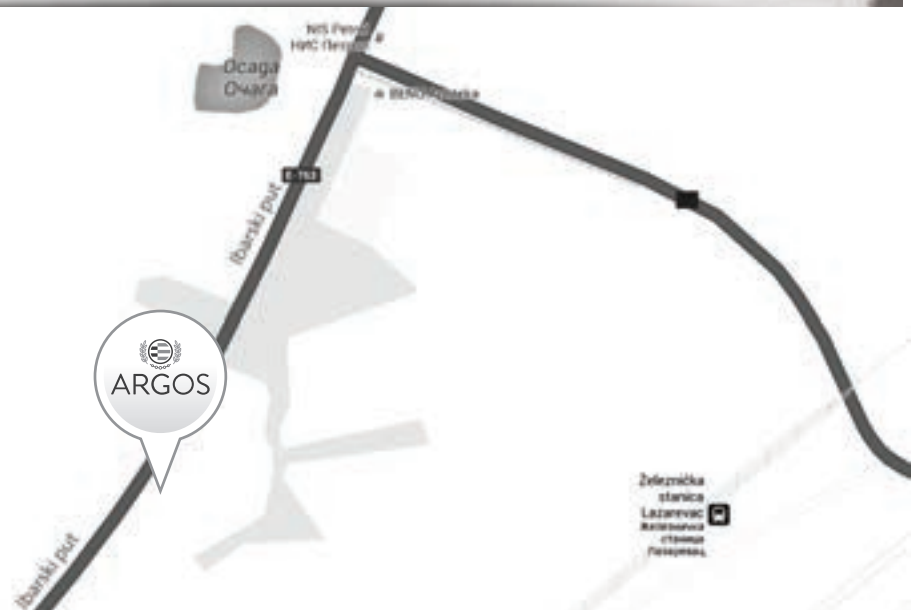 NIS Petrol
НИС Петрол
Ocaga
Очага
E-763
Ibarski put
ARGOS
Železnička
stanica
Lazarevac
Железничка
станица
Лазаревац
Ibarski put